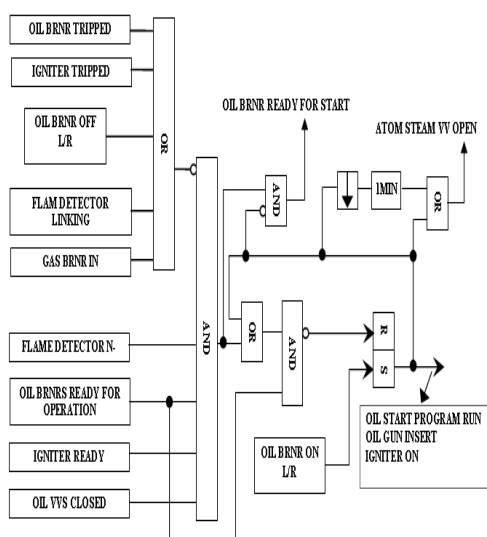 OIL BRNR TRIPPED
IGNITER TRIPPED
OIL BRNR OFF
L/R
FLAM DETECTOR
LINKING
GAS BRNR IN
OR
FLAME DETECTOR N-
OIL BRNRS READY FOR
OPERATION
IGNITER READY
OIL VVS CLOSED
AND
OIL BRNR READY FOR START
AND
ATOM STEAM VV OPEN
1MIN
OR
OR
AND
R
S
OIL BRNR ON
L/R
OIL START PROGRAM RUN
OIL GUN INSERT
IGNITER ON